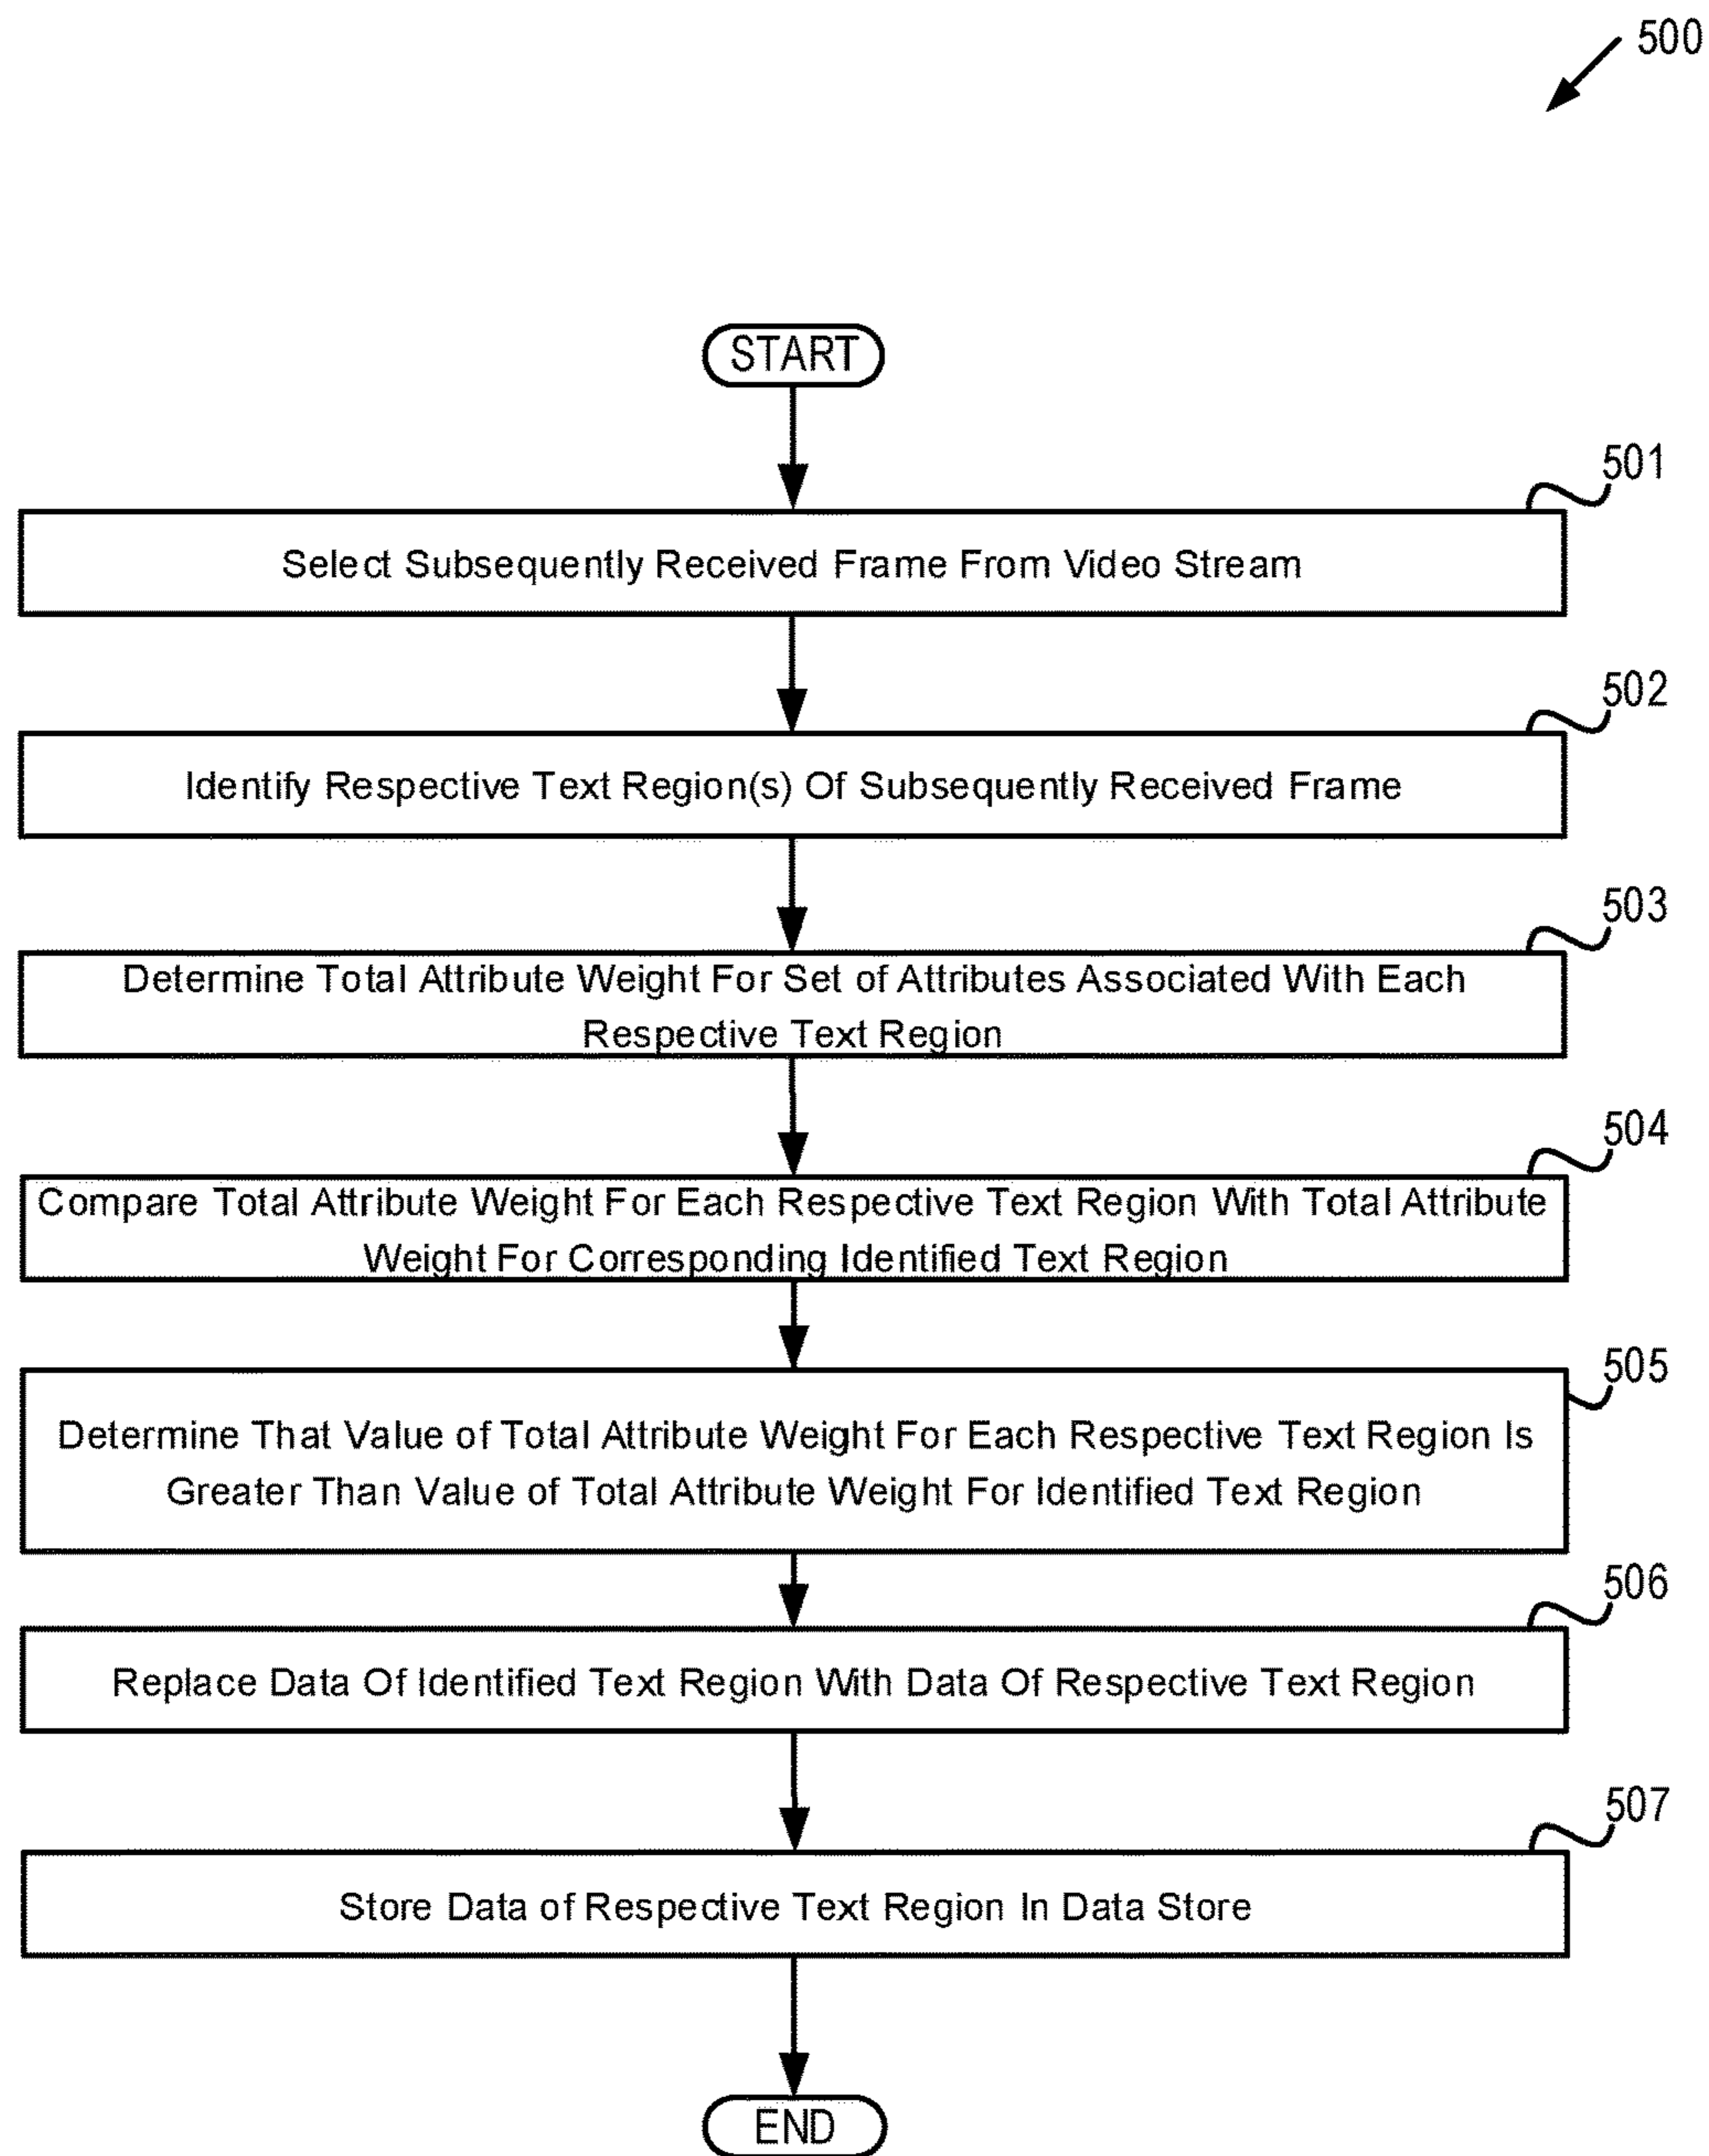 500
START
501
Select Subsequently Received Frame From Video Stream
502
Identify Respective Text Region(s) Of Subsequently Received Frame
503
Determine Total Attribute Weight For Set of Attributes Associated With Each
Respective Text Region
504
Compare Total Attribute Weight For Each Respective Text Region With Total Attribute
Weight For Corresponding Identified Text Region
505
Determine That Value of Total Attribute Weight For Each Respective Text Region Is
Greater Than Value of Total Attribute Weight For Identified Text Region
506
Replace Data Of Identified Text Region With Data Of Respective Text Region
507
Store Data of Respective Text Region In Data Store
END